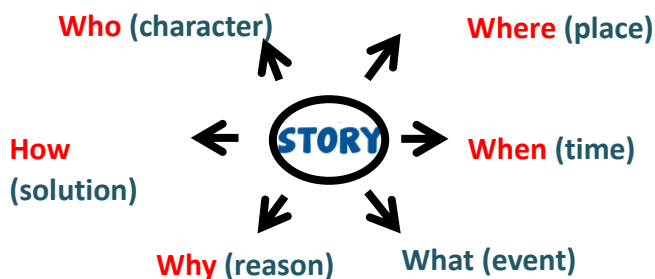 Who (character)
Where (place)
STORY
How
(solution)
When (time)
Why (reason)
What (event)